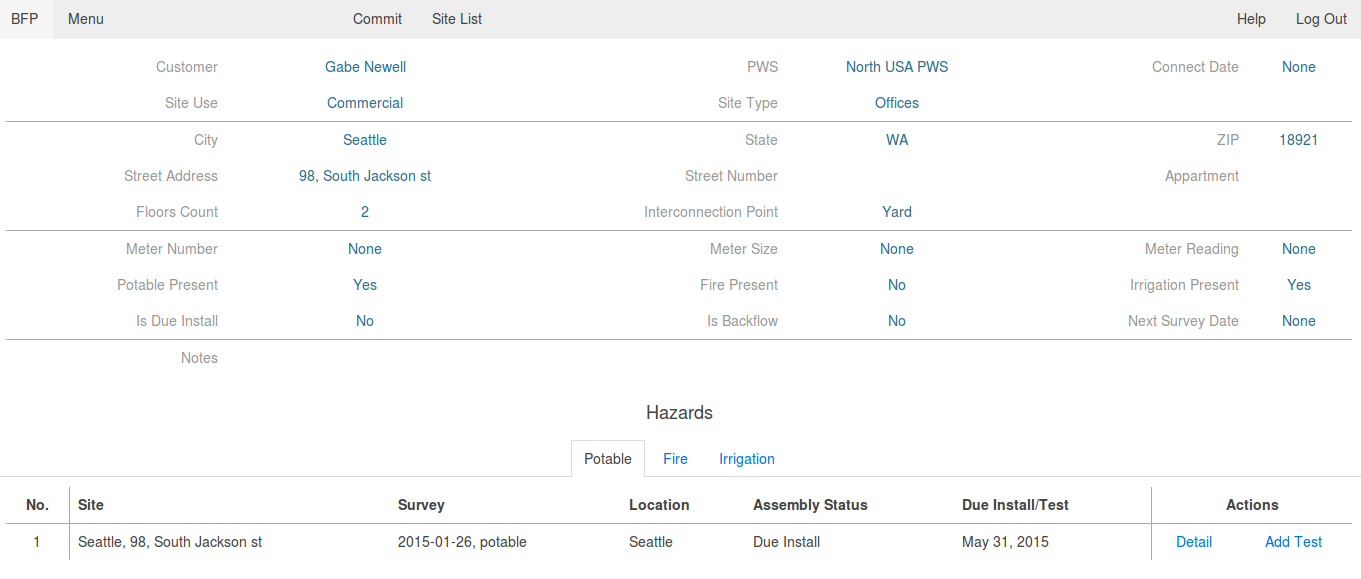 BFP Menu Commit Site List Help Log Out
Customer Gabe Newell PWS North USA PWS Connect Date None
Site Use Commercial Site Type Offices
City Seattle State WA ZIP 18921
Street Address 98, South Jackson st Street Number Appartment
Floors Count 2 Interconnection Point Yard
Meter Number None Meter Size None Meter Reading None
Potable Present Yes Fire Present No Irrigation Present Yes
Is Due Install No Is Backflow No Next Survey Date None
Notes
Hazards
Potable Fire Irrigation
No. Site Survey Location Assembly Status Due Install/Test Actions
1 Seattle, 98, South Jackson st 2015-01-26, potable Seattle Due Install May 31, 2015 Detail Add Test